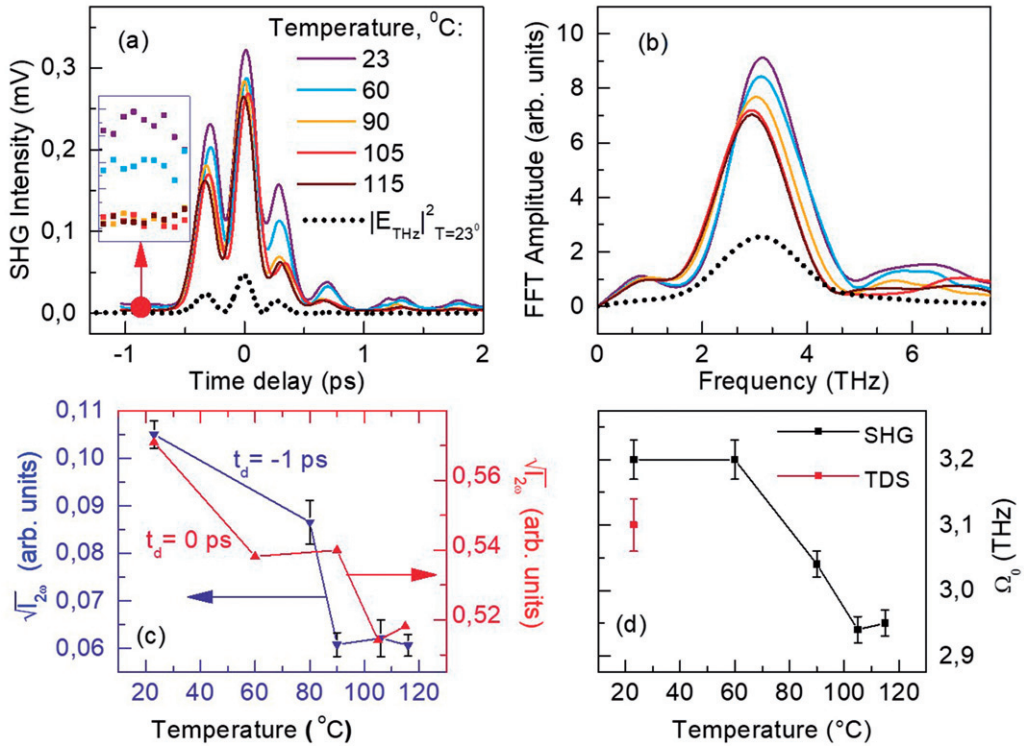 (a)
Temperature, °C:
23
60
90
105
115
|E_THz|²_T=23⁰
SHG Intensity (mV)
0,3
0,2
0,1
0,0
-1 0 1 2
Time delay (ps)
(b)
FFT Amplitude (arb. units)
10
8
6
4
2
0
0 2 4 6
Frequency (THz)
(c)
t_d = -1 ps
t_d = 0 ps
√I_2ω (arb. units)
0,11
0,10
0,09
0,08
0,07
0,06
√I_2ω (arb. units)
0,56
0,54
0,52
20 40 60 80 100 120
Temperature (°C)
(d)
SHG
TDS
3,2
3,1
3,0
2,9
Ω₀ (THz)
20 40 60 80 100 120
Temperature (°C)